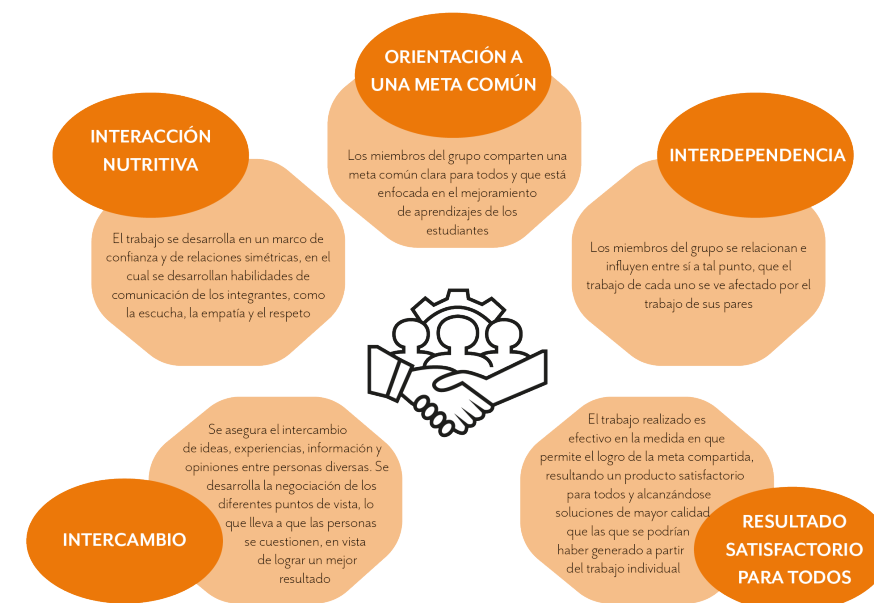 ORIENTACIÓN A
UNA META COMÚN
Los miembros del grupo comparten una
meta común clara para todos y que está
enfocada en el mejoramiento
de aprendizajes de los
estudiantes
INTERACCIÓN
NUTRITIVA
El trabajo se desarrolla en un marco de
confianza y de relaciones simétricas, en el
cual se desarrollan habilidades de
comunicación de los integrantes, como
la escucha, la empatía y el respeto
INTERDEPENDENCIA
Los miembros del grupo se relacionan e
influyen entre sí a tal punto, que el
trabajo de cada uno se ve afectado por el
trabajo de sus pares
INTERCAMBIO
Se asegura el intercambio
de ideas, experiencias, información y
opiniones entre personas diversas. Se
desarrolla la negociación de los
diferentes puntos de vista, lo
que lleva a que las personas
se cuestionen, en vista
de lograr un mejor
resultado
El trabajo realizado es
efectivo en la medida en que
permite el logro de la meta compartida,
resultando un producto satisfactorio
para todos y alcanzándose
soluciones de mayor calidad
que las que se podrían
haber generado a partir
del trabajo individual
RESULTADO
SATISFACTORIO
PARA TODOS